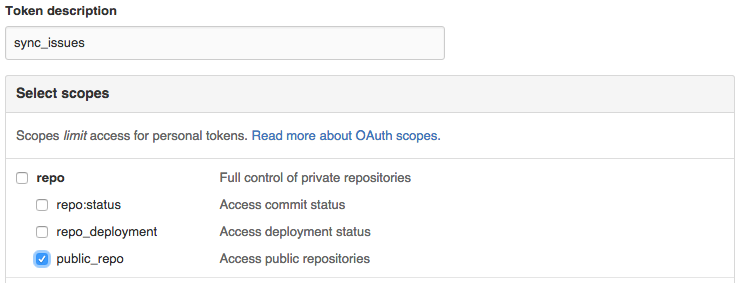 Token description
sync_issues
Select scopes
Scopes limit access for personal tokens. Read more about OAuth scopes.
repo Full control of private repositories
repo:status Access commit status
repo_deployment Access deployment status
public_repo Access public repositories